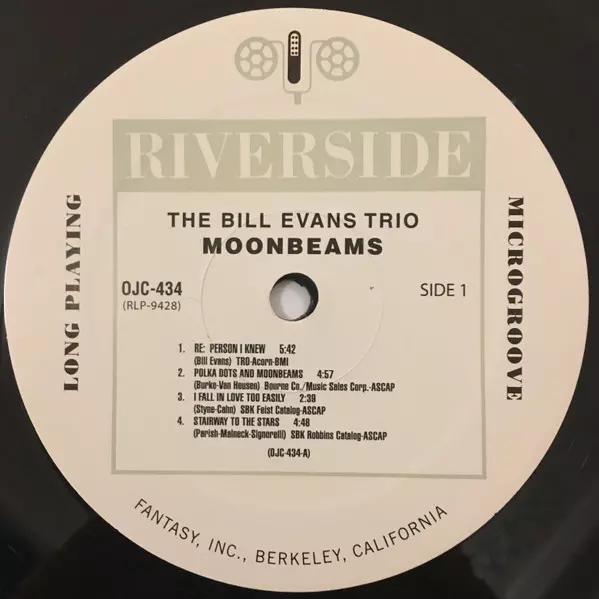 RIVERSIDE
THE BILL EVANS TRIO
MOONBEAMS
LONG PLAYING
MICROGROOVE
OJC-434
(RLP-9428)
SIDE 1
1. RE: PERSON I KNEW 5:42
(Bill Evans) TRO-Acorn-BMI
2. POLKA DOTS AND MOONBEAMS 4:57
(Burke-Van Heusen) Bourne Co./Music Sales Corp.-ASCAP
3. I FALL IN LOVE TOO EASILY 2:39
(Styne-Cahn) SBK Feist Catalog-ASCAP
4. STAIRWAY TO THE STARS 4:48
(Parish-Malneck-Signorelli) SBK Robbins Catalog-ASCAP
(OJC-434-A)
FANTASY, INC., BERKELEY, CALIFORNIA